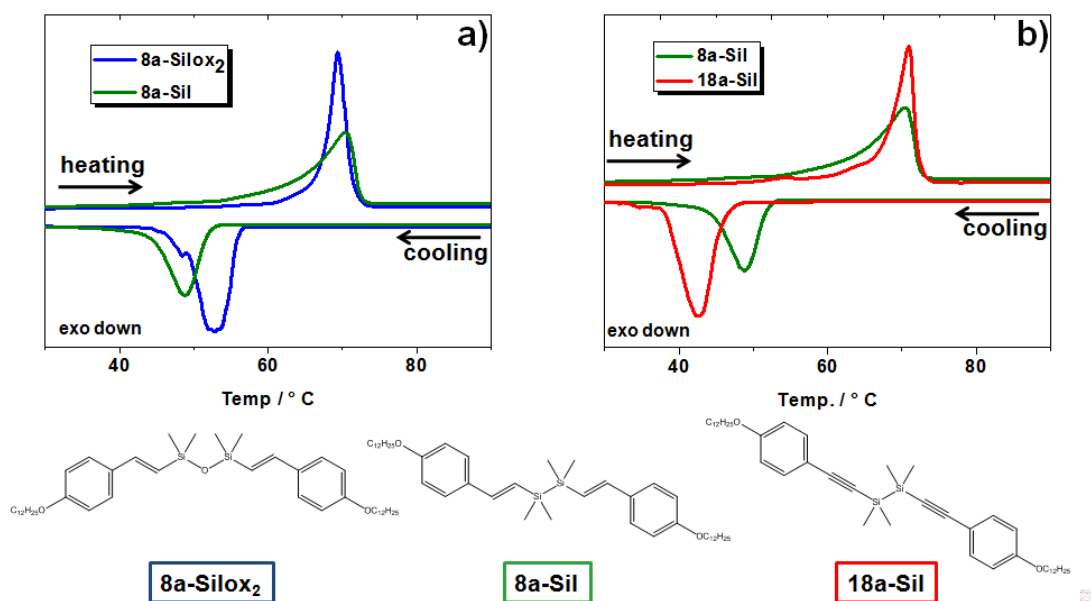 a)
8a-Silox₂
8a-Sil
heating
cooling
exo down
40 60 80
Temp / ° C
b)
8a-Sil
18a-Sil
heating
cooling
exo down
40 60 80
Temp. / ° C
Si O Si
C₁₂H₂₅O OC₁₂H₂₅
8a-Silox₂
C₁₂H₂₅O
Si Si
OC₁₂H₂₅
8a-Sil
C₁₂H₂₅O
Si Si
OC₁₂H₂₅
18a-Sil